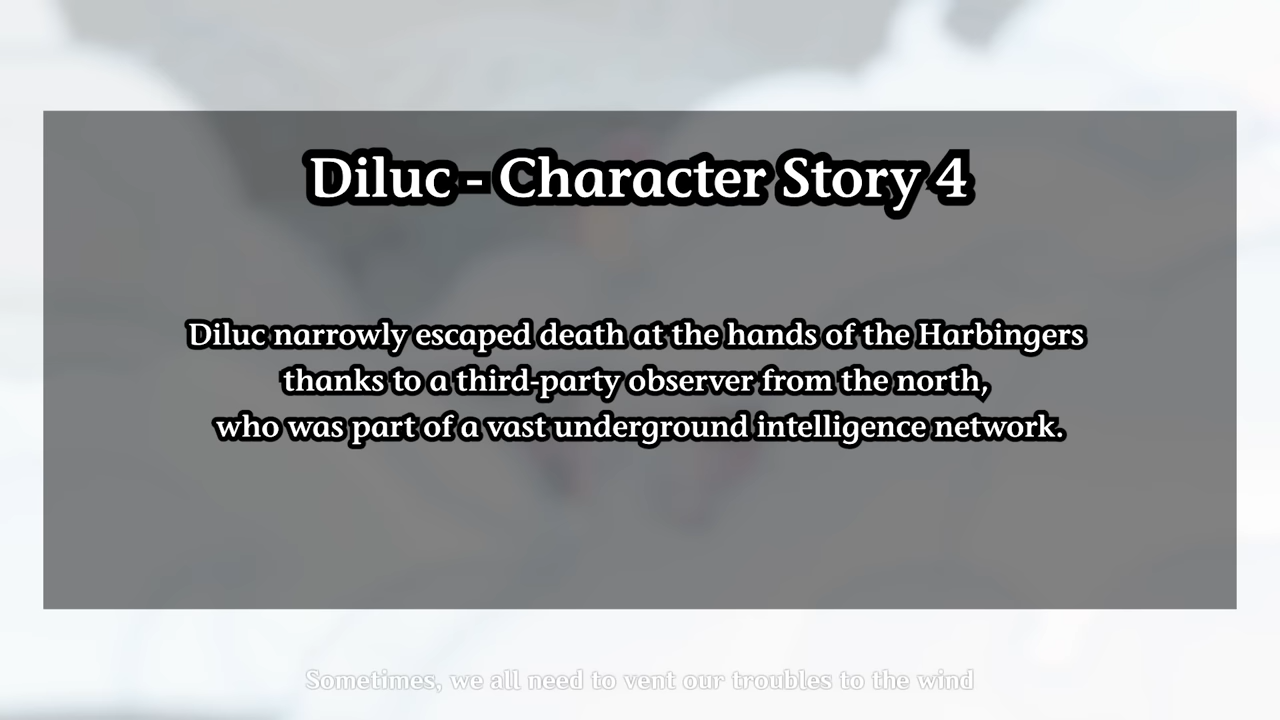 Diluc - Character Story 4
Diluc narrowly escaped death at the hands of the Harbingers
thanks to a third-party observer from the north,
who was part of a vast underground intelligence network.
Sometimes, we all need to vent our troubles to the wind